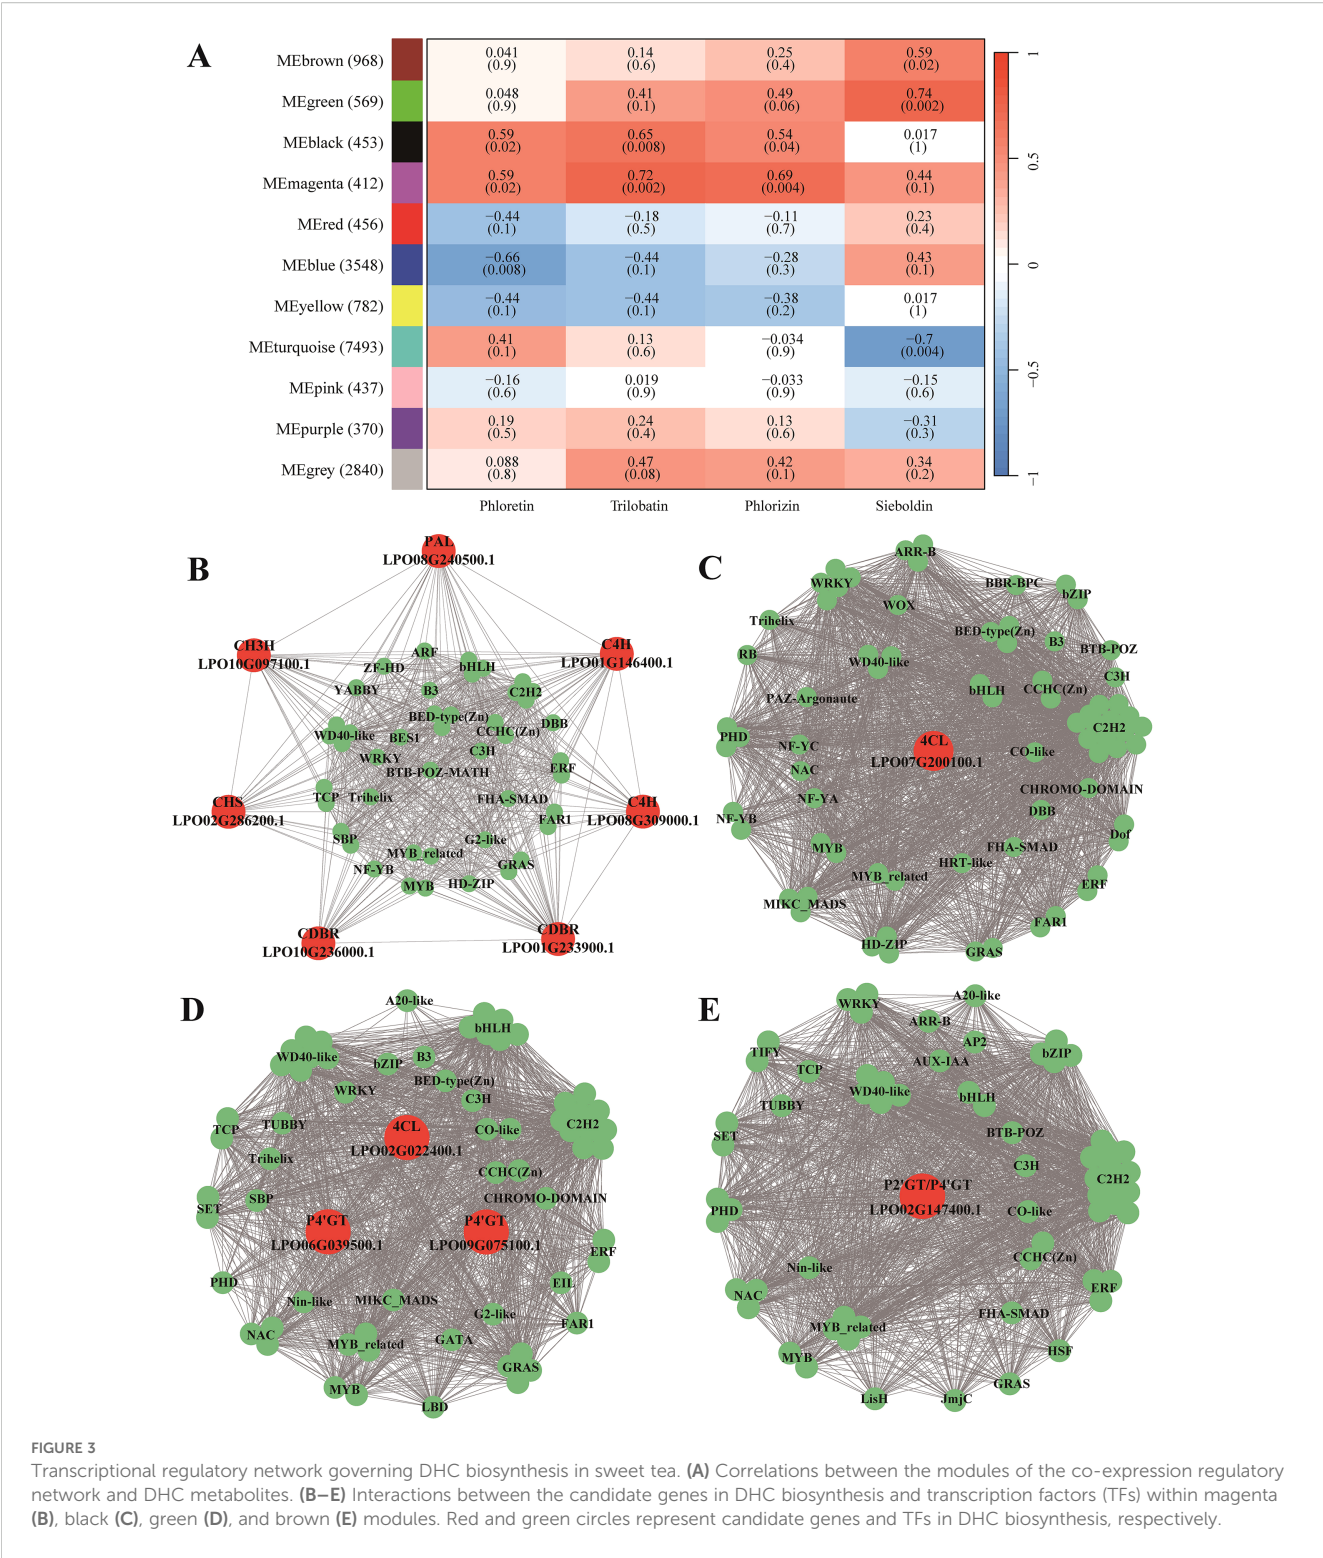 A
MEbrown (968)
0.041
(0.9)
0.14
(0.6)
0.25
(0.4)
0.59
(0.02)
MEgreen (569)
0.048
(0.9)
0.41
(0.1)
0.49
(0.06)
0.74
(0.002)
MEblack (453)
0.59
(0.02)
0.65
(0.008)
0.54
(0.04)
0.017
(1)
MEmagenta (412)
0.59
(0.02)
0.72
(0.002)
0.69
(0.004)
0.44
(0.1)
MEred (456)
−0.44
(0.1)
−0.18
(0.5)
−0.11
(0.7)
0.23
(0.4)
MEblue (3548)
−0.66
(0.008)
−0.44
(0.1)
−0.28
(0.3)
0.43
(0.1)
MEyellow (782)
−0.44
(0.1)
−0.44
(0.1)
−0.38
(0.2)
0.017
(1)
MEturquoise (7493)
0.41
(0.1)
0.13
(0.6)
−0.034
(0.9)
−0.7
(0.004)
MEpink (437)
−0.16
(0.6)
0.019
(0.9)
−0.033
(0.9)
−0.15
(0.6)
MEpurple (370)
0.19
(0.5)
0.24
(0.4)
0.13
(0.6)
−0.31
(0.3)
MEgrey (2840)
0.088
(0.8)
0.47
(0.08)
0.42
(0.1)
0.34
(0.2)
Phloretin
Trilobatin
Phlorizin
Sieboldin
1
0.5
0
−0.5
−1
B
PAL
LPO08G240500.1
CH3H
LPO10G097100.1
C4H
LPO01G146400.1
ARF
ZF-HD
bHLH
YABBY
B3
C2H2
BED-type(Zn)
DBB
WD40-like
BES1
CCHC(Zn)
C3H
WRKY
BTB-POZ-MATH
ERF
TCP
Trihelix
FHA-SMAD
CHS
LPO02G286200.1
C4H
LPO08G309000.1
FAR1
SBP
G2-like
MYB_related
GRAS
NF-YB
MYB
HD-ZIP
CDBR
LPO10G236000.1
CDBR
LPO01G233900.1
C
ARR-B
WRKY
BBR-BPC
bZIP
WOX
Trihelix
BED-type(Zn)
B3
BTB-POZ
RB
WD40-like
C3H
bHLH
CCHC(Zn)
PAZ-Argonaute
C2H2
PHD
NF-YC
4CL
LPO07G200100.1
CO-like
NAC
CHROMO-DOMAIN
NF-YA
DBB
NF-YB
Dof
MYB
FHA-SMAD
HRT-like
MYB_related
ERF
MIKC_MADS
FAR1
HD-ZIP
GRAS
D
A20-like
bHLH
WD40-like
bZIP
B3
BED-type(Zn)
WRKY
C3H
TCP
TUBBY
4CL
LPO02G022400.1
CO-like
C2H2
Trihelix
CCHC(Zn)
SET
SBP
CHROMO-DOMAIN
P4'GT
LPO06G039500.1
P4'GT
LPO09G075100.1
ERF
PHD
EIL
Nin-like
MIKC_MADS
G2-like
FAR1
NAC
MYB_related
GATA
GRAS
MYB
LBD
E
WRKY
A20-like
ARR-B
AP2
TIFY
AUX-IAA
bZIP
TCP
WD40-like
bHLH
TUBBY
SET
BTB-POZ
C3H
C2H2
P2'GT/P4'GT
LPO02G147400.1
PHD
CO-like
CCHC(Zn)
Nin-like
NAC
ERF
FHA-SMAD
MYB_related
HSF
MYB
GRAS
LisH
JmjC
FIGURE 3
Transcriptional regulatory network governing DHC biosynthesis in sweet tea. (A) Correlations between the modules of the co-expression regulatory
network and DHC metabolites. (B–E) Interactions between the candidate genes in DHC biosynthesis and transcription factors (TFs) within magenta
(B), black (C), green (D), and brown (E) modules. Red and green circles represent candidate genes and TFs in DHC biosynthesis, respectively.